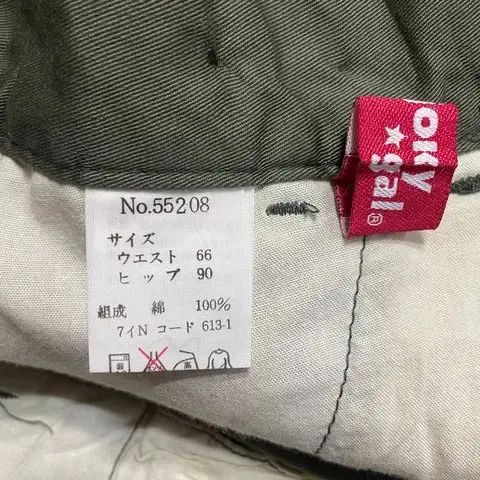 No.55208
サイズ
ウエスト 66
ヒップ 90
組成 綿 100%
7イN コード 613-1
oky
★gal®